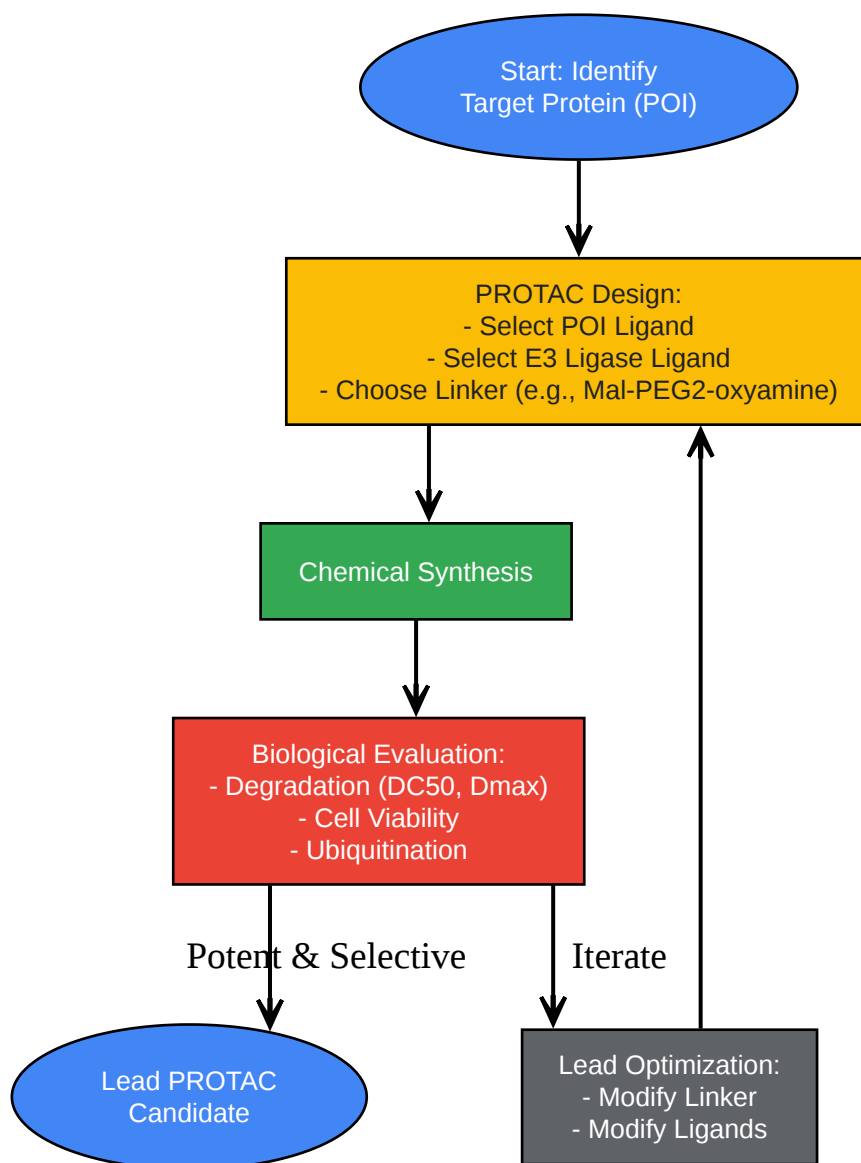 Start: Identify
Target Protein (POI)
PROTAC Design:
- Select POI Ligand
- Select E3 Ligase Ligand
- Choose Linker (e.g., Mal-PEG2-oxyamine)
Chemical Synthesis
Biological Evaluation:
- Degradation (DC50, Dmax)
- Cell Viability
- Ubiquitination
Potent & Selective
Iterate
Lead PROTAC
Candidate
Lead Optimization:
- Modify Linker
- Modify Ligands